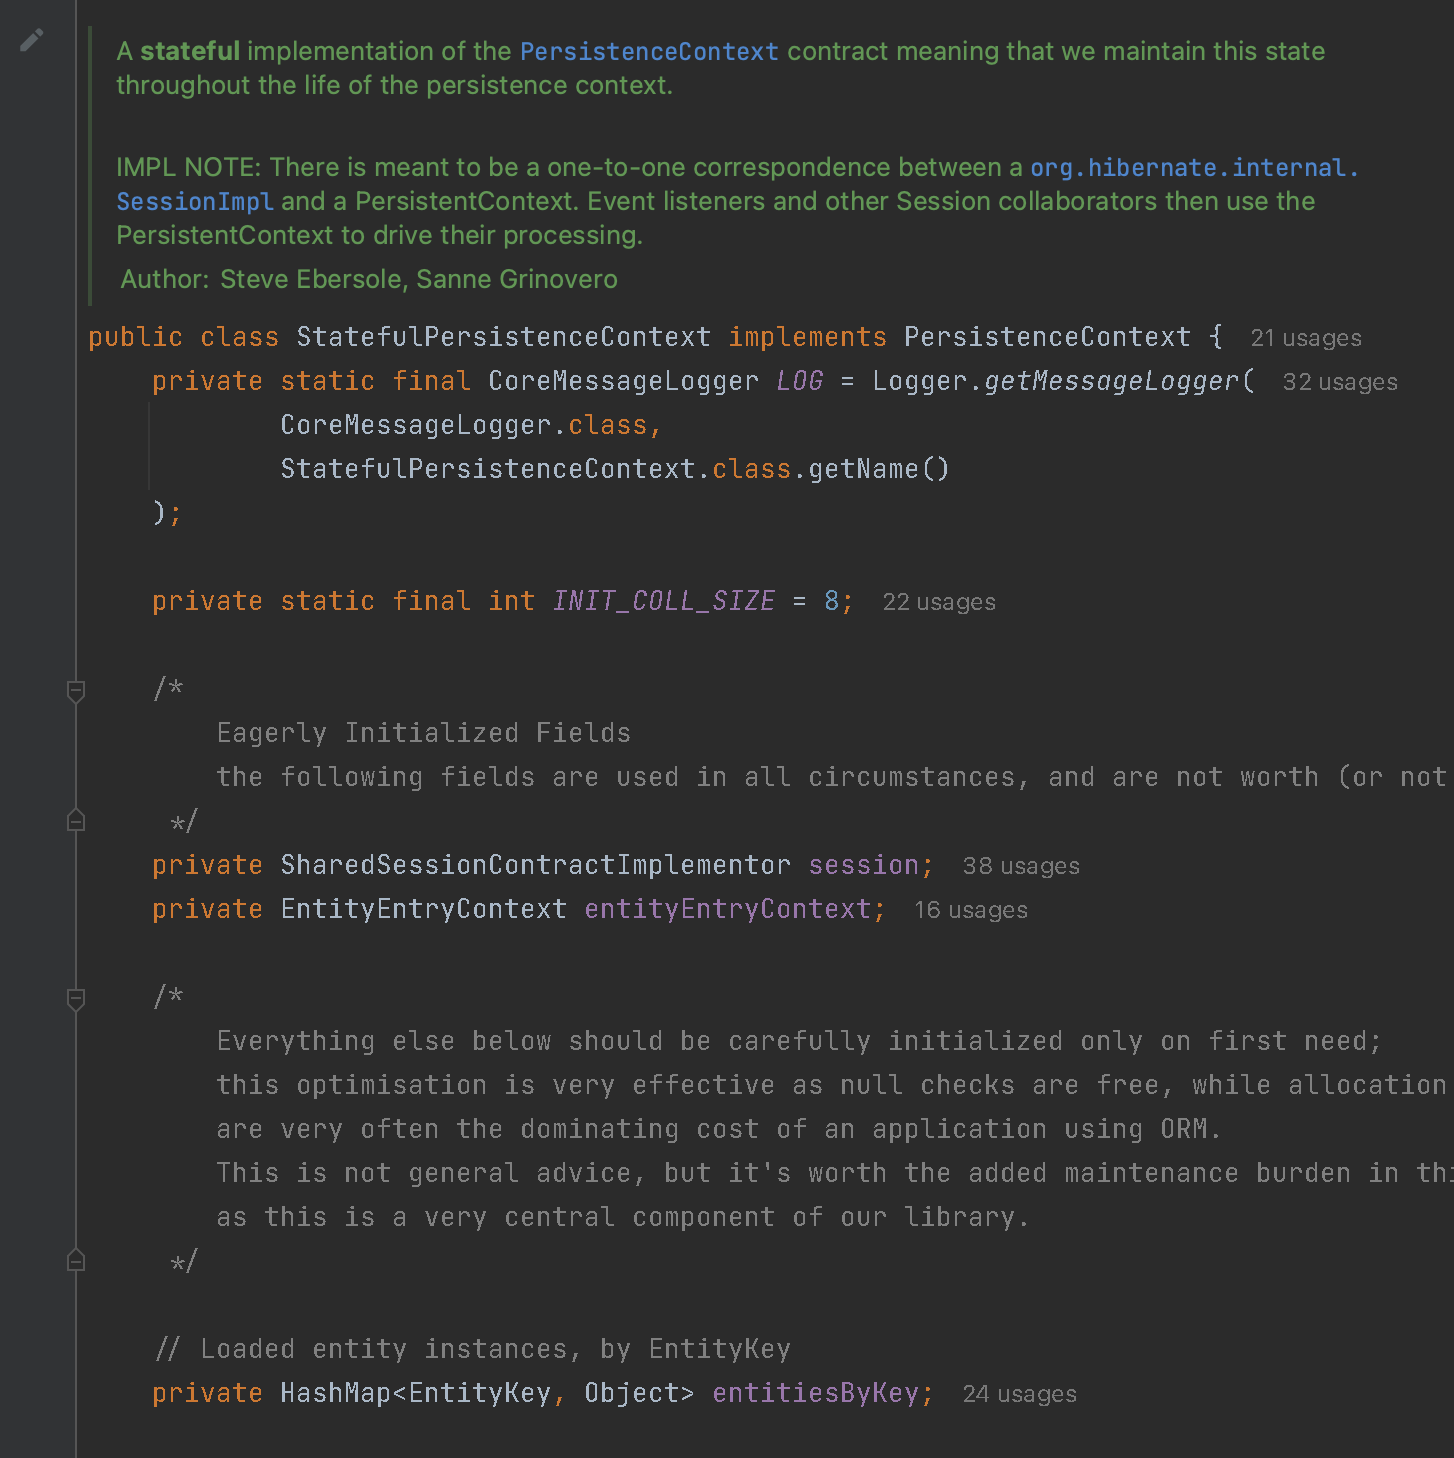 A stateful implementation of the PersistenceContext contract meaning that we maintain this state
throughout the life of the persistence context.
IMPL NOTE: There is meant to be a one-to-one correspondence between a org.hibernate.internal.
SessionImpl and a PersistentContext. Event listeners and other Session collaborators then use the
PersistentContext to drive their processing.
Author: Steve Ebersole, Sanne Grinovero
public class StatefulPersistenceContext implements PersistenceContext { 21 usages
private static final CoreMessageLogger LOG = Logger.getMessageLogger( 32 usages
CoreMessageLogger.class,
StatefulPersistenceContext.class.getName()
);
private static final int INIT_COLL_SIZE = 8; 22 usages
/*
Eagerly Initialized Fields
the following fields are used in all circumstances, and are not worth (or not
*/
private SharedSessionContractImplementor session; 38 usages
private EntityEntryContext entityEntryContext; 16 usages
/*
Everything else below should be carefully initialized only on first need;
this optimisation is very effective as null checks are free, while allocation
are very often the dominating cost of an application using ORM.
This is not general advice, but it's worth the added maintenance burden in thi
as this is a very central component of our library.
*/
// Loaded entity instances, by EntityKey
private HashMap<EntityKey, Object> entitiesByKey; 24 usages